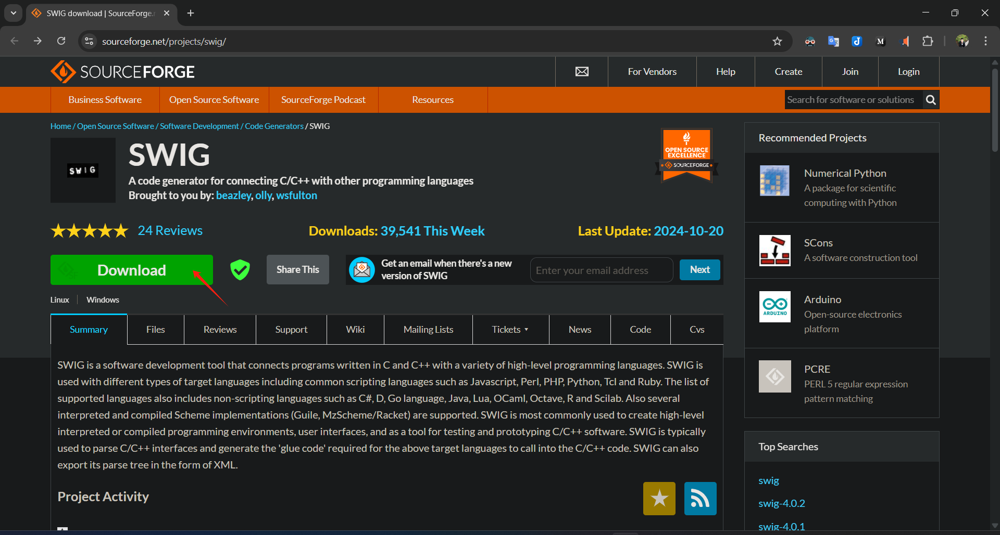 SWIG download | SourceForge.n
sourceforge.net/projects/swig/
SOURCEFORGE
For Vendors
Help
Create
Join
Login
Business Software
Open Source Software
SourceForge Podcast
Resources
Search for software or solutions
Home / Open Source Software / Software Development / Code Generators / SWIG
SWIG
SWIG
A code generator for connecting C/C++ with other programming languages
Brought to you by: beazley, olly, wsfulton
OPEN SOURCE
EXCELLENCE
SOURCEFORGE
24 Reviews
Downloads: 39,541 This Week
Last Update: 2024-10-20
Download
Share This
Get an email when there's a new
version of SWIG
Enter your email address
Next
Linux
Windows
Summary
Files
Reviews
Support
Wiki
Mailing Lists
Tickets
News
Code
Cvs
SWIG is a software development tool that connects programs written in C and C++ with a variety of high-level programming languages. SWIG is
used with different types of target languages including common scripting languages such as Javascript, Perl, PHP, Python, Tcl and Ruby. The list of
supported languages also includes non-scripting languages such as C#, D, Go language, Java, Lua, OCaml, Octave, R and Scilab. Also several
interpreted and compiled Scheme implementations (Guile, MzScheme/Racket) are supported. SWIG is most commonly used to create high-level
interpreted or compiled programming environments, user interfaces, and as a tool for testing and prototyping C/C++ software. SWIG is typically
used to parse C/C++ interfaces and generate the 'glue code' required for the above target languages to call into the C/C++ code. SWIG can also
export its parse tree in the form of XML.
Project Activity
Recommended Projects
Numerical Python
A package for scientific
computing with Python
SCons
A software construction tool
ARDUINO
Arduino
Open-source electronics
platform
PCRE
PERL 5 regular expression
pattern matching
Top Searches
swig
swig-4.0.2
swig-4.0.1